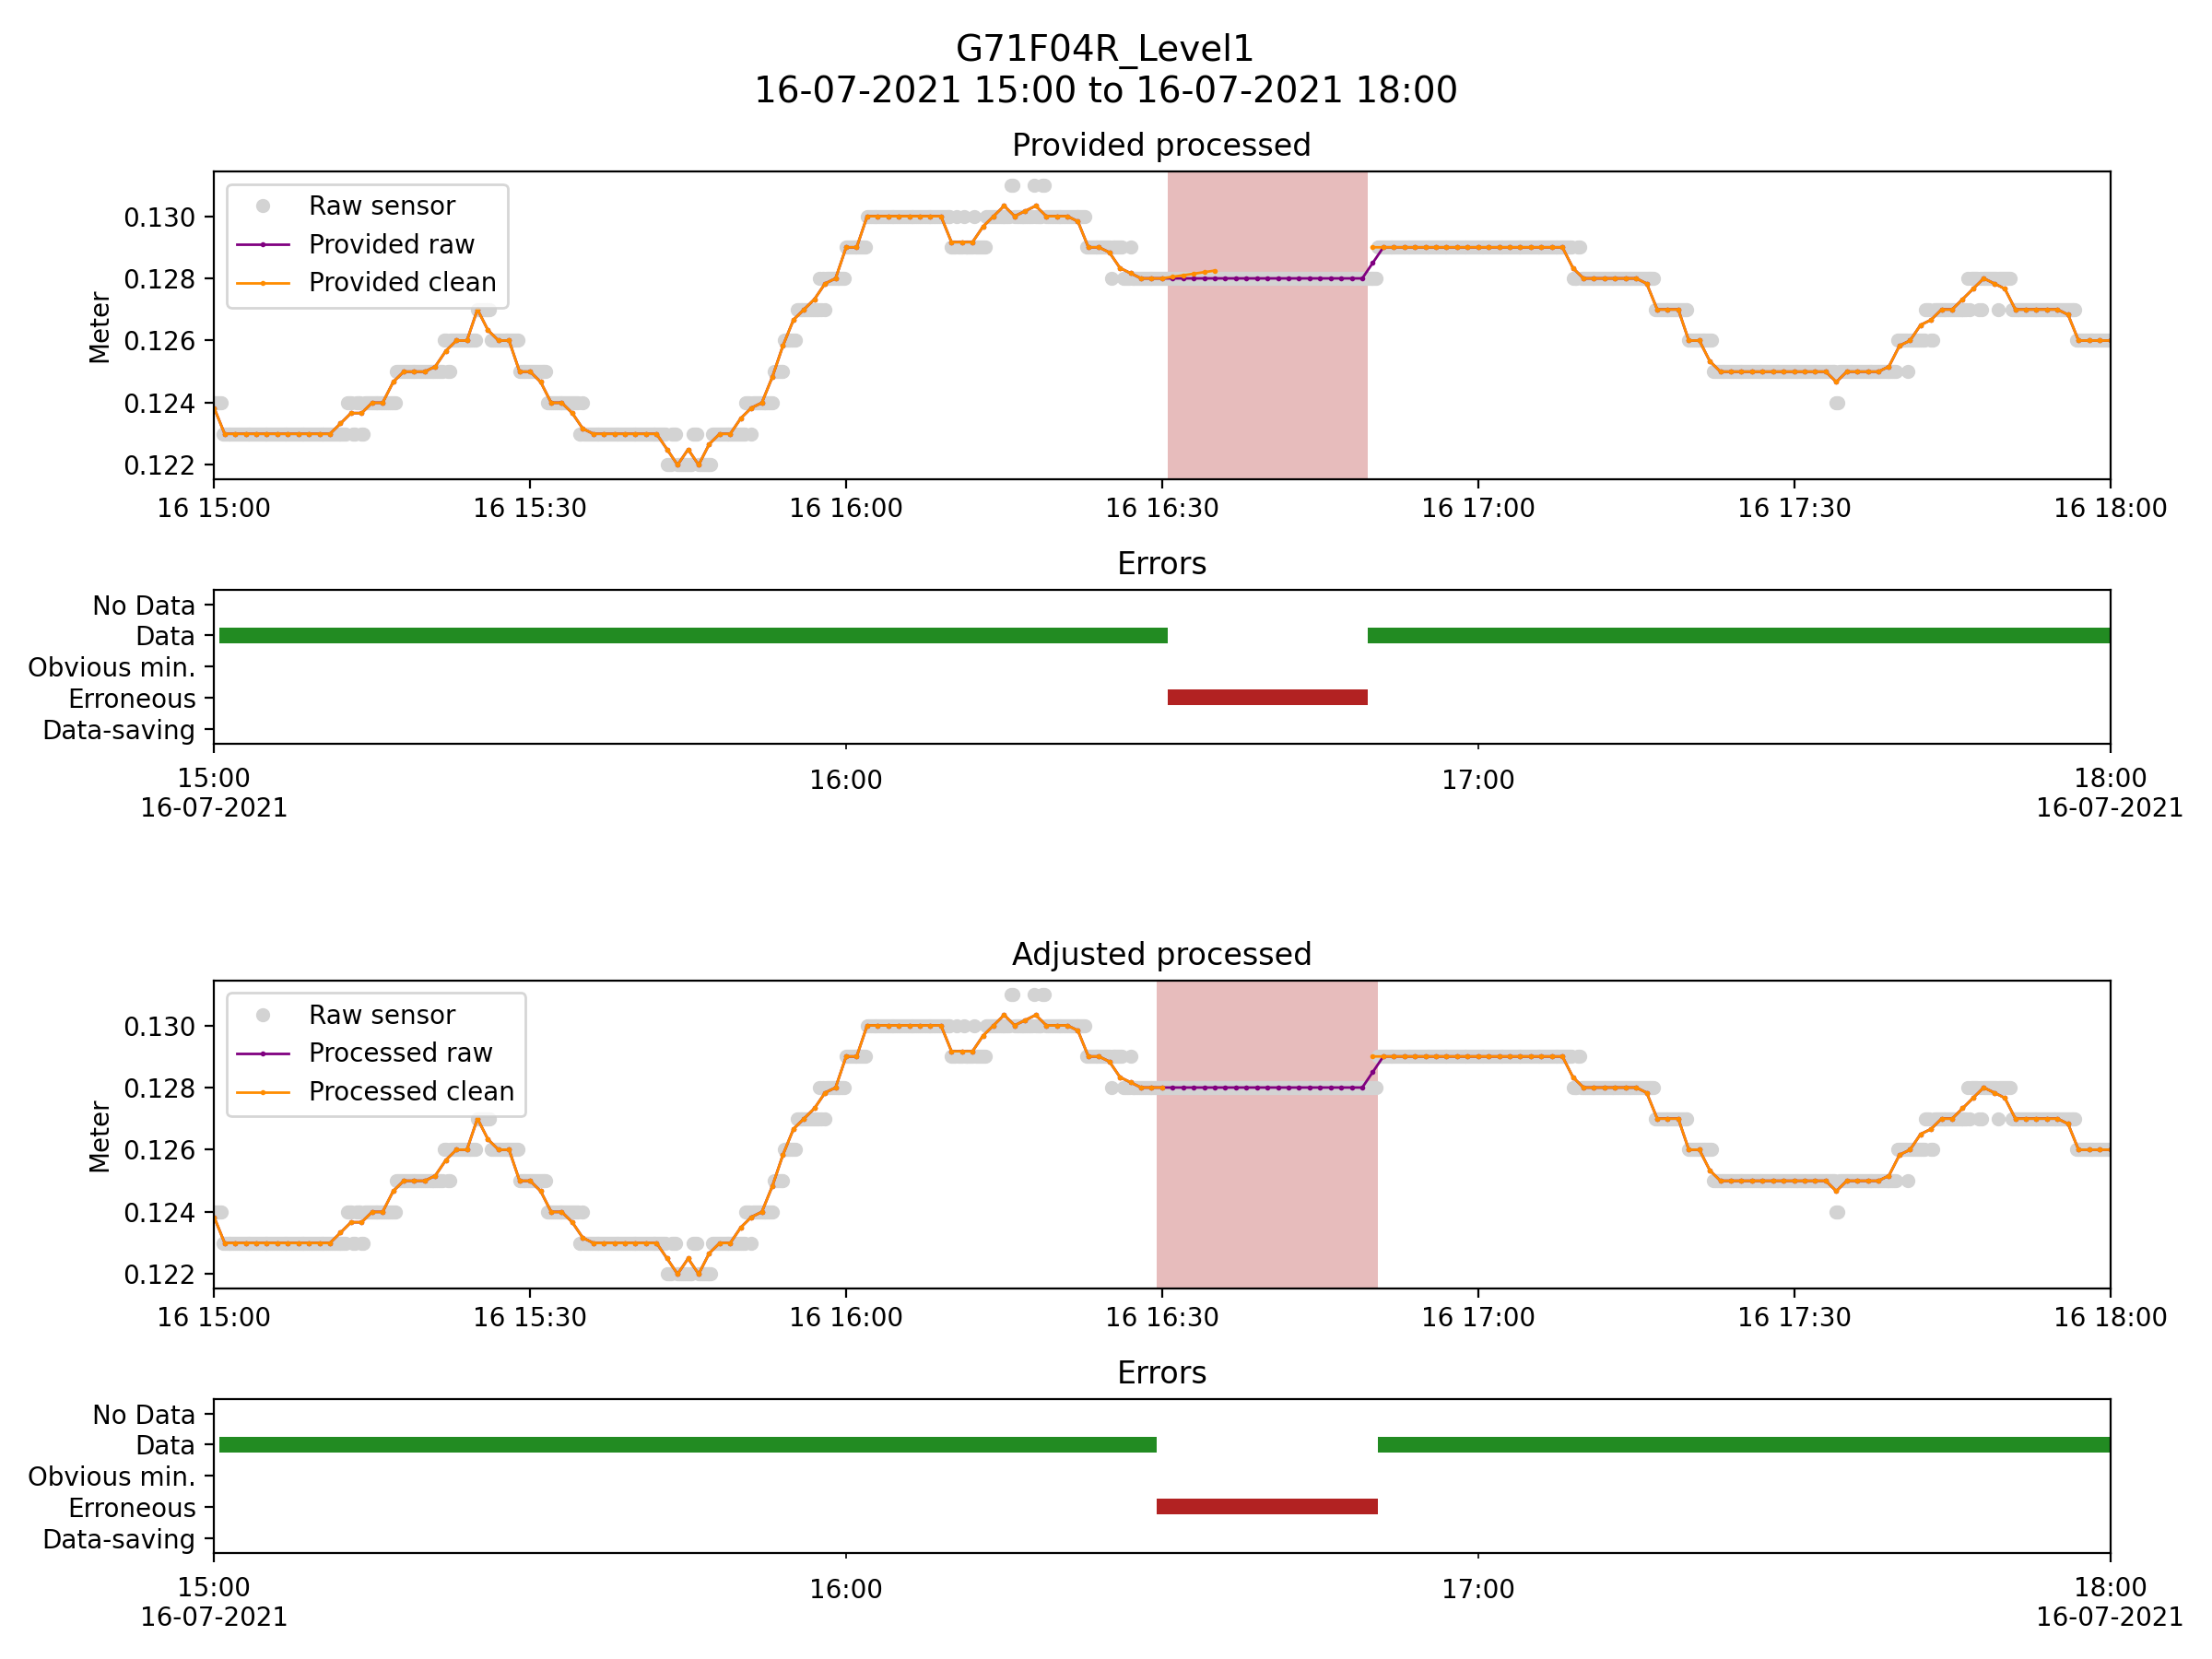 G71F04R_Level1
16-07-2021 15:00 to 16-07-2021 18:00
Provided processed
Raw sensor
Provided raw
Provided clean
Meter
0.130
0.128
0.126
0.124
0.122
16 15:00 16 15:30 16 16:00 16 16:30 16 17:00 16 17:30 16 18:00
Errors
No Data
Data
Obvious min.
Erroneous
Data-saving
15:00 16:00 17:00 18:00
16-07-2021 16-07-2021
Adjusted processed
Raw sensor
Processed raw
Processed clean
Meter
0.130
0.128
0.126
0.124
0.122
16 15:00 16 15:30 16 16:00 16 16:30 16 17:00 16 17:30 16 18:00
Errors
No Data
Data
Obvious min.
Erroneous
Data-saving
15:00 16:00 17:00 18:00
16-07-2021 16-07-2021